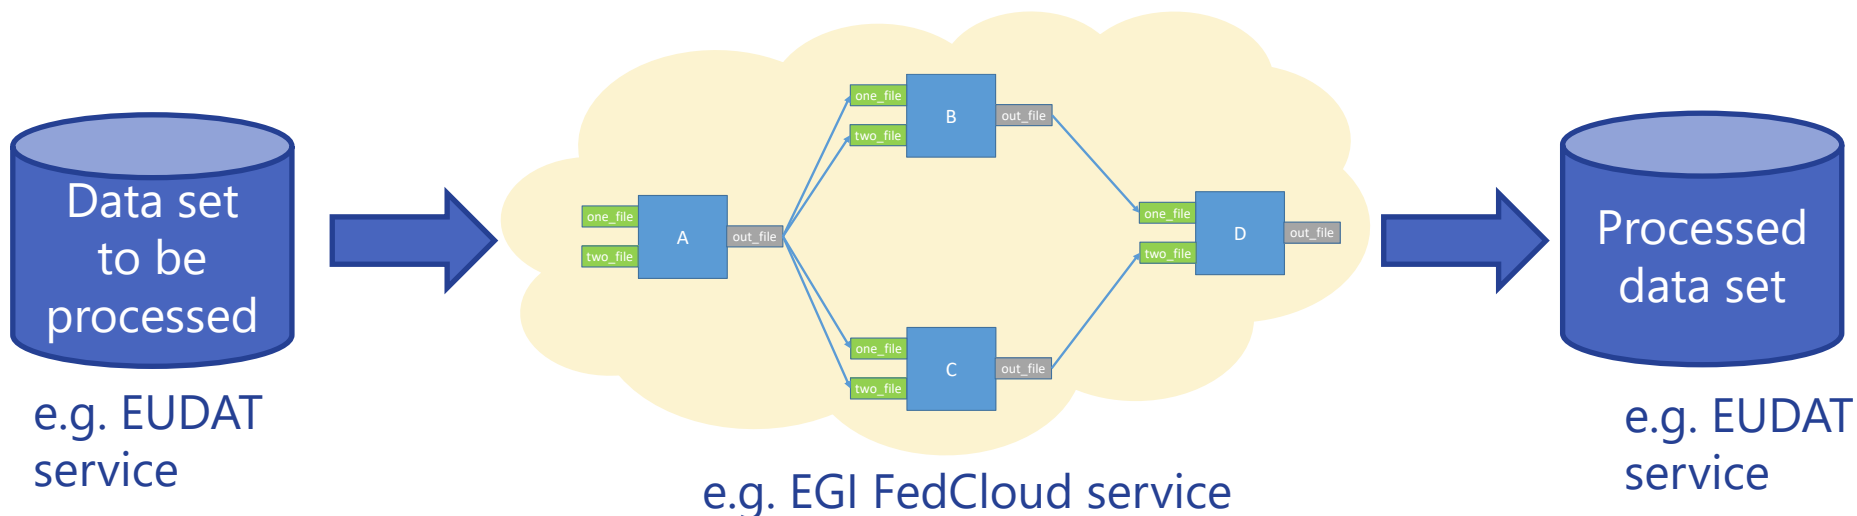 Data set
to be
processed
e.g. EUDAT
service
one_file
two_file
A
out_file
one_file
two_file
B
out_file
one_file
two_file
C
out_file
one_file
two_file
D
out_file
e.g. EGI FedCloud service
Processed
data set
e.g. EUDAT
service